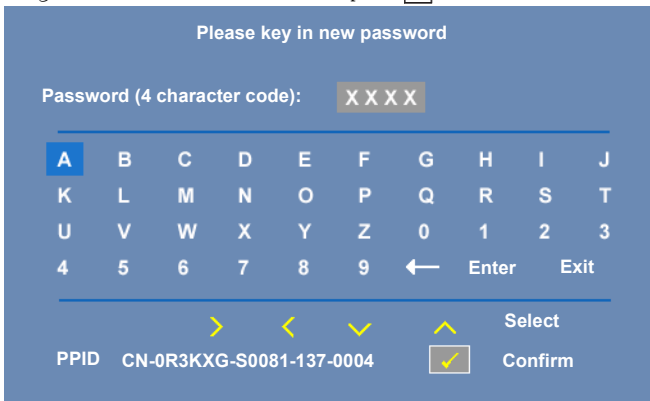 Please key in new password
Password (4 character code): X X X X
A B C D E F G H I J
K L M N O P Q R S T
U V W X Y Z 0 1 2 3
4 5 6 7 8 9 ← Enter Exit
Select
PPID CN-0R3KXG-S0081-137-0004 Confirm